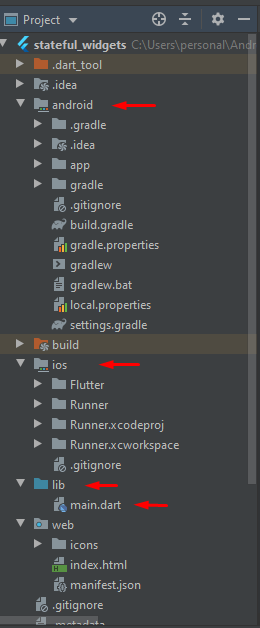 Project
stateful_widgets C:\Users\personal\Andr
.dart_tool
.idea
android
.gradle
.idea
app
gradle
.gitignore
build.gradle
gradle.properties
gradlew
gradlew.bat
local.properties
settings.gradle
build
ios
Flutter
Runner
Runner.xcodeproj
Runner.xcworkspace
.gitignore
lib
main.dart
web
icons
index.html
manifest.json
.gitignore
.metadata